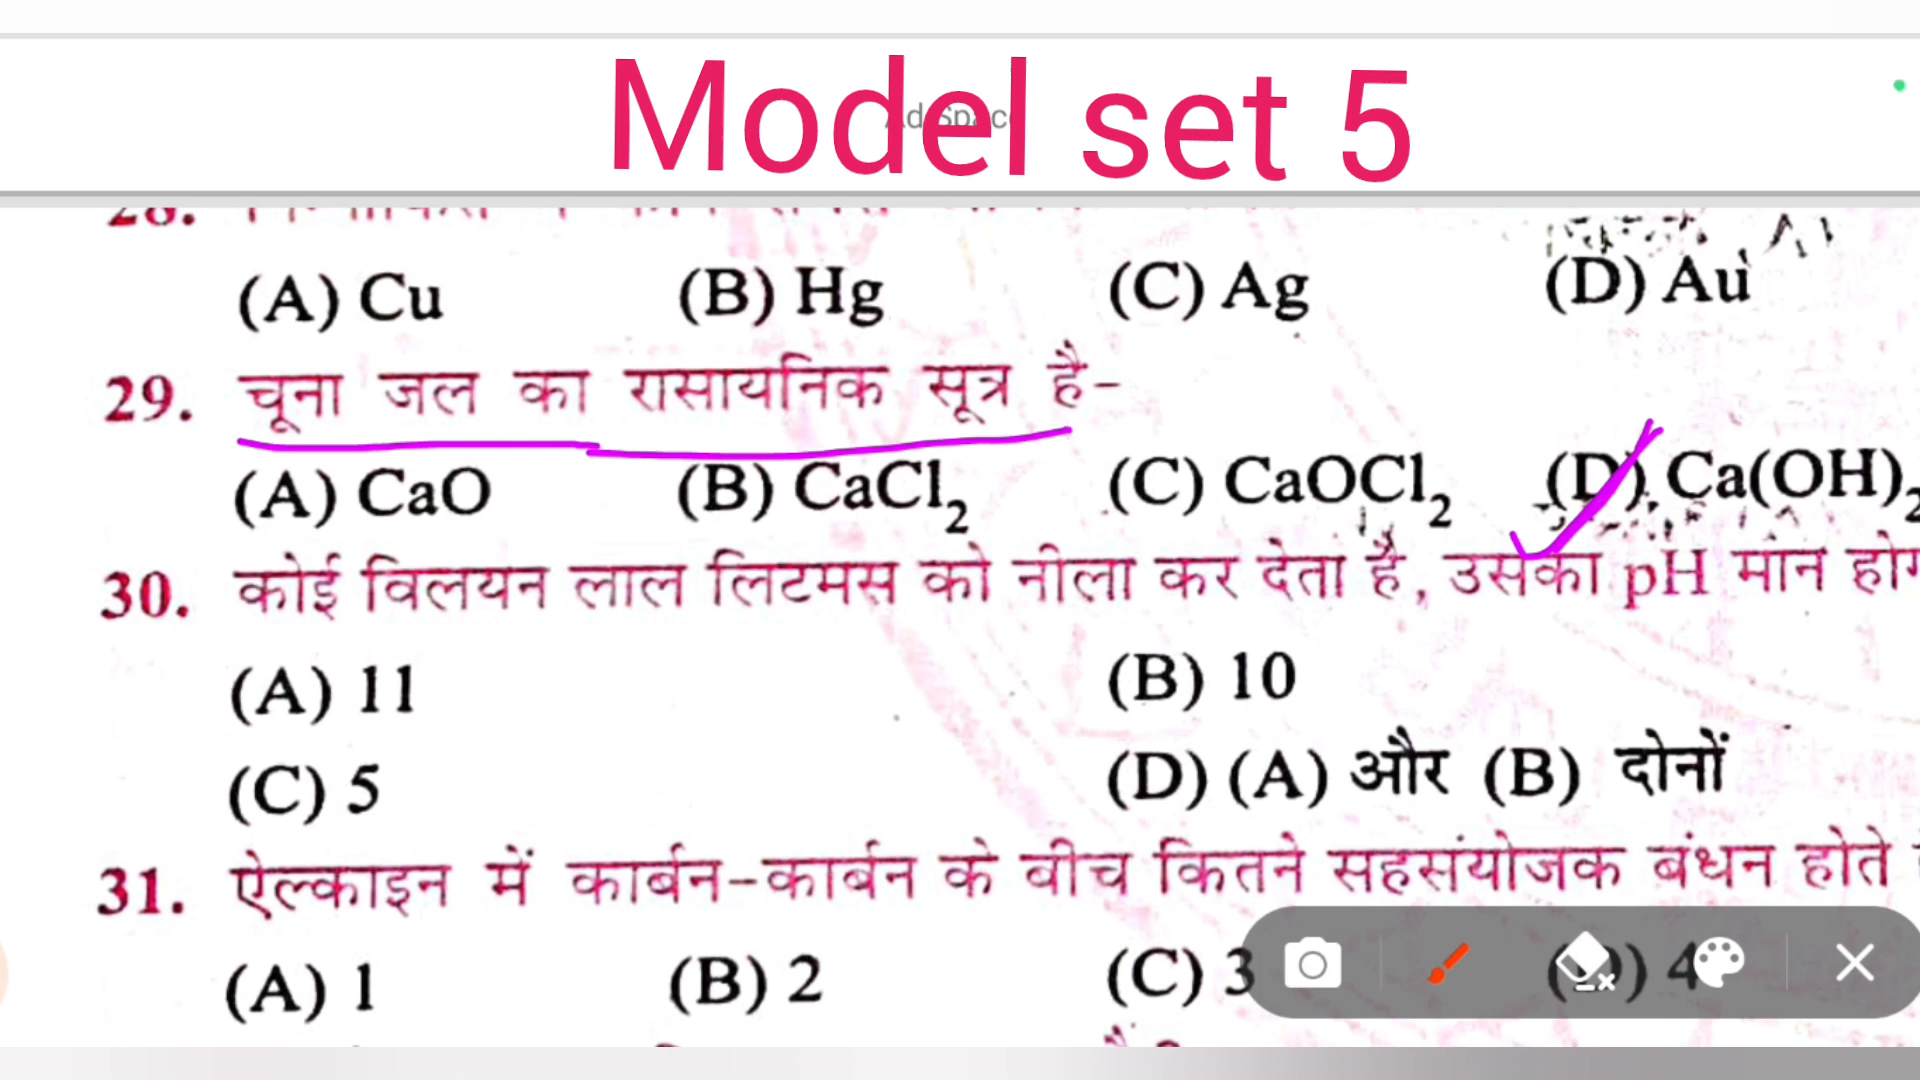 Model set 5
28.
(A) Cu (B) Hg (C) Ag (D) Au
29. चूना जल का रासायनिक सूत्र है-
(A) CaO (B) CaCl₂ (C) CaOCl₂ (D) Ca(OH)₂
30. कोई विलयन लाल लिटमस को नीला कर देता है, उसका pH मान
(A) 11 (B) 10
(C) 5 (D) (A) और (B) दोनों
31. ऐल्काइन में कार्बन-कार्बन के बीच कितने सहसंयोजक बंधन होते
(A) 1 (B) 2 (C) 3 (D) 4